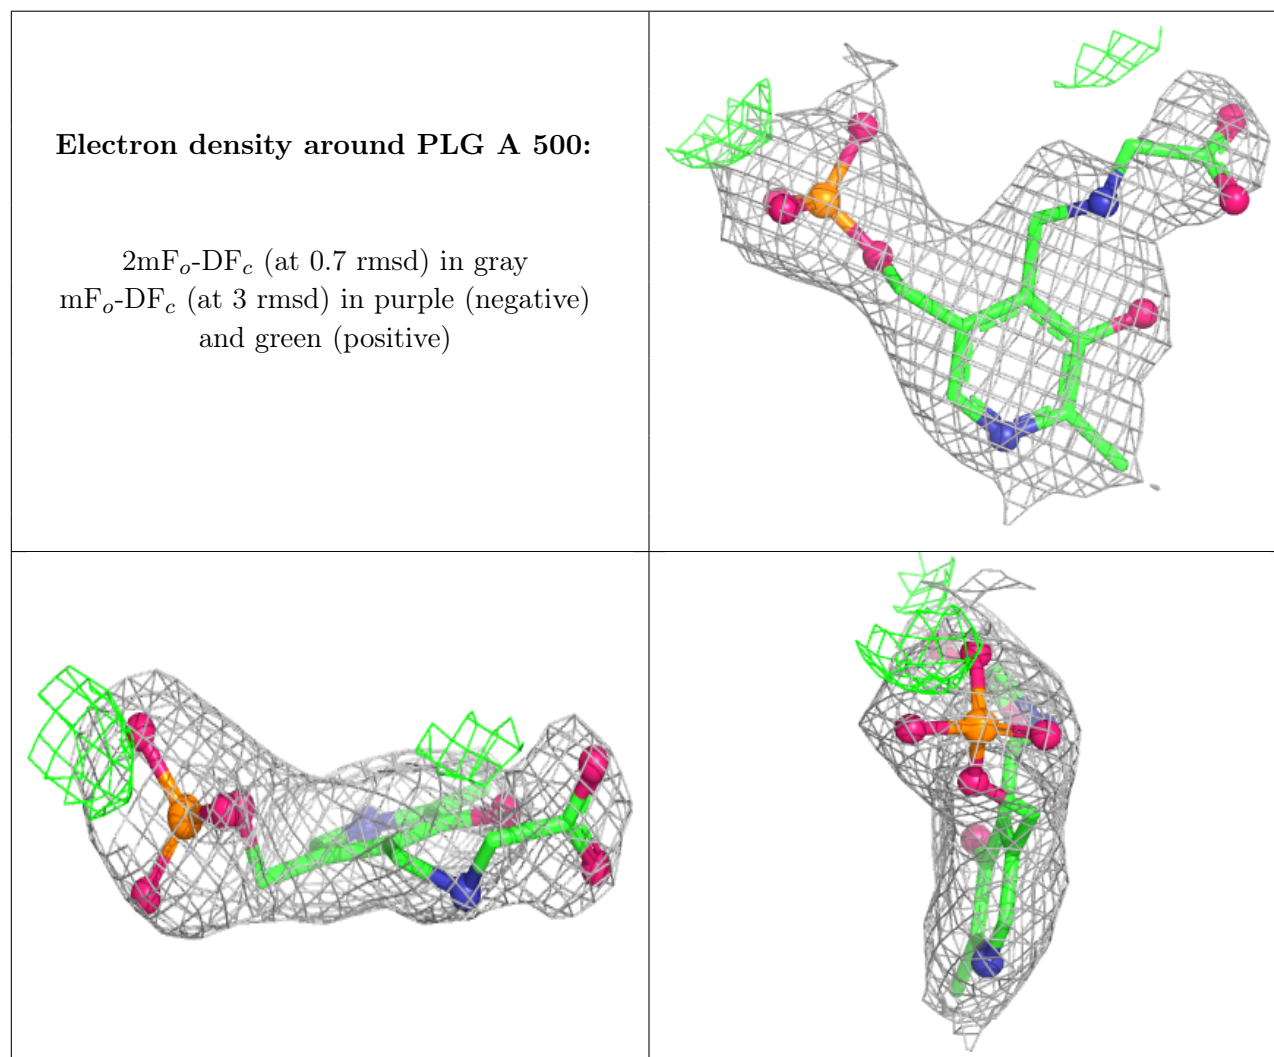 Electron density around PLG A 500:
2mFo-DFc (at 0.7 rmsd) in gray
mFo-DFc (at 3 rmsd) in purple (negative)
and green (positive)